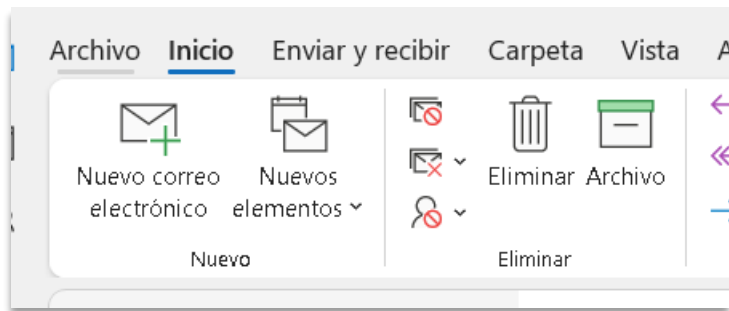 Archivo Inicio Enviar y recibir Carpeta Vista
Nuevo correo
electrónico
Nuevos
elementos
Eliminar
Archivo
Nuevo
Eliminar